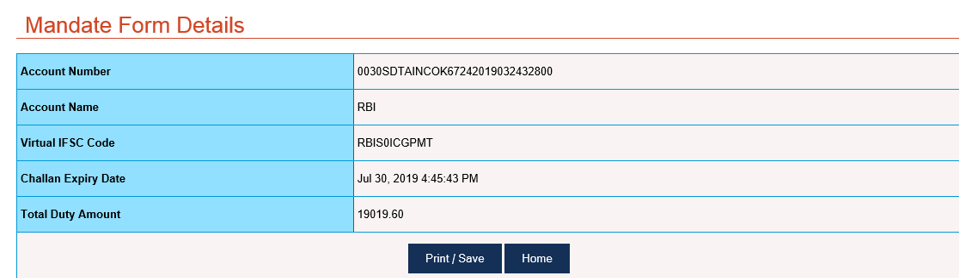 Mandate Form Details
Account Number 0030SDTAINCOK67242019032432800
Account Name RBI
Virtual IFSC Code RBIS0ICGPMT
Challan Expiry Date Jul 30, 2019 4:45:43 PM
Total Duty Amount 19019.60
Print / Save Home